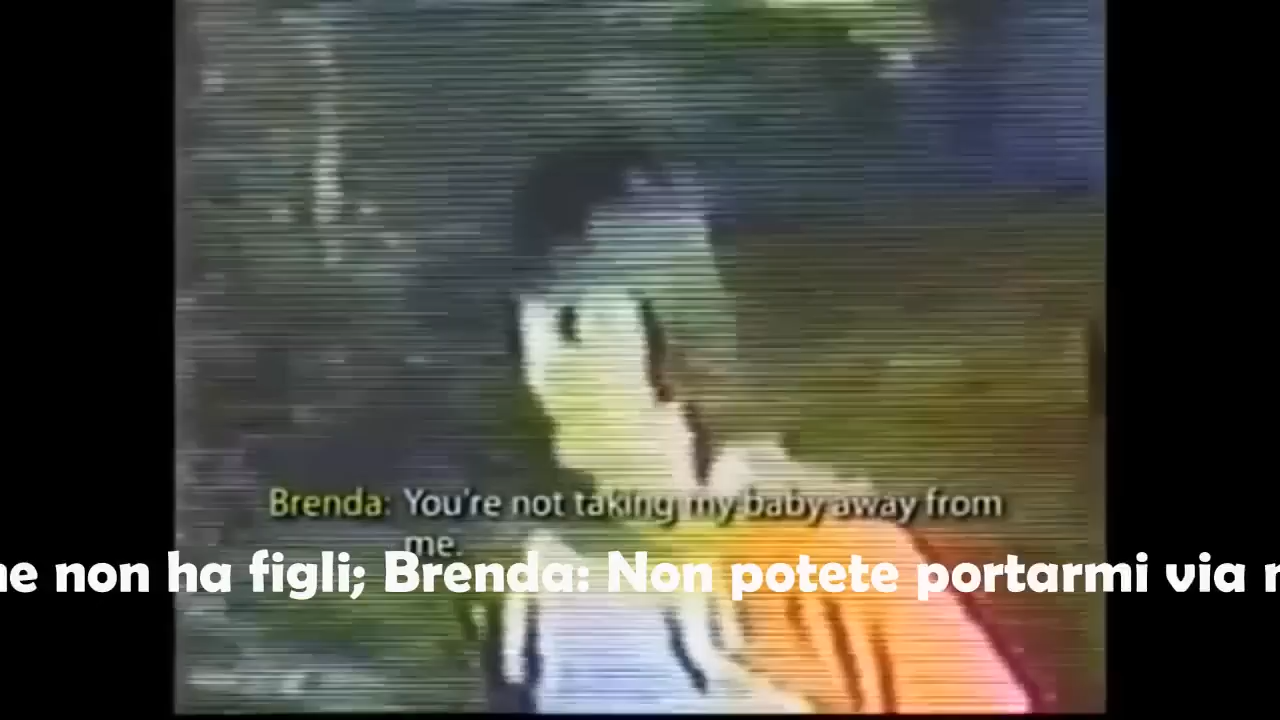 Brenda: You're not taking my baby away from
me.
ne non ha figli; Brenda: Non potete portarmi via